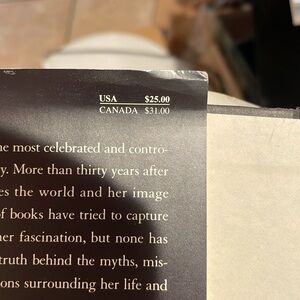 USA $25.00
CANADA $31.00
he most celebrated and contro-
y. More than thirty years after
es the world and her image
of books have tried to capture
her fascination, but none has
truth behind the myths, mis-
ons surrounding her life and